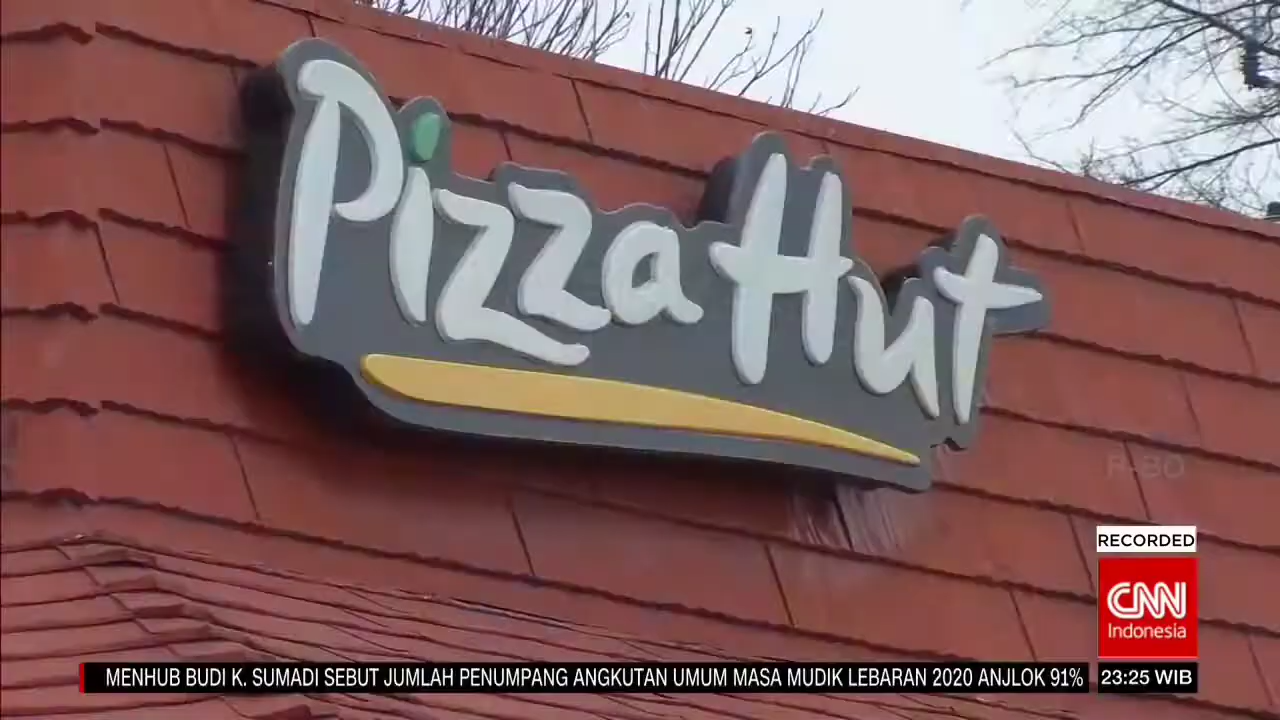 Pizza Hut
R-BO
RECORDED
CNN
Indonesia
MENHUB BUDI K. SUMADI SEBUT JUMLAH PENUMPANG ANGKUTAN UMUM MASA MUDIK LEBARAN 2020 ANJLOK 91%
23:25 WIB